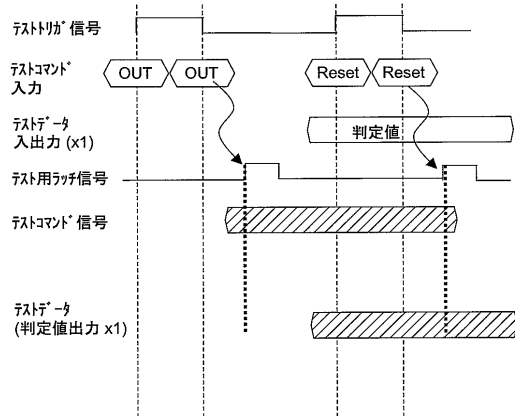 テストトリガ信号
テストコマンド
入力
OUT OUT Reset Reset
テストデータ
入出力 (x1)
判定値
テスト用ラッチ信号
テストコマンド信号
テストデータ
(判定値出力 x1)